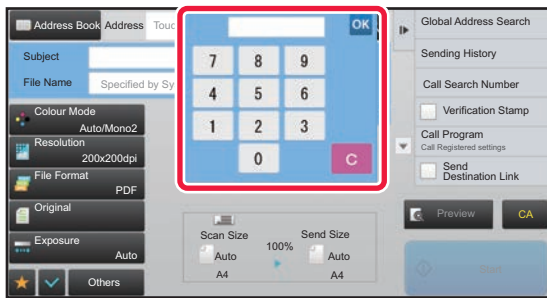 Address Book
Address
Touc
OK
Global Address Search
Subject
Sending History
File Name
Specified by Sy
Call Search Number
7 8 9
4 5 6
1 2 3
0 C
Verification Stamp
Colour Mode
Auto/Mono2
Call Program
Call Registered settings
Resolution
200x200dpi
Send
Destination Link
File Format
PDF
Original
Preview
CA
Scan Size
100%
Send Size
Exposure
Auto
Auto
Auto
A4
A4
Start
Others